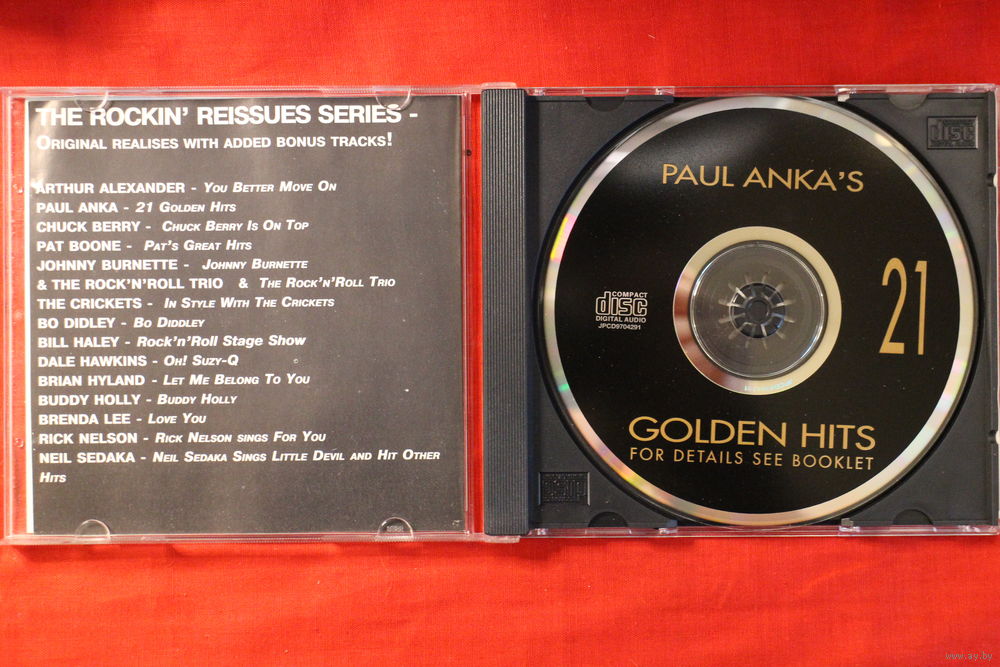 THE ROCKIN' REISSUES SERIES -
ORIGINAL REALISES WITH ADDED BONUS TRACKS!
ARTHUR ALEXANDER - YOU BETTER MOVE ON
PAUL ANKA - 21 GOLDEN HITS
CHUCK BERRY - CHUCK BERRY IS ON TOP
PAT BOONE - PAT'S GREAT HITS
JOHNNY BURNETTE - JOHNNY BURNETTE
& THE ROCK'N'ROLL TRIO & THE ROCK'N'ROLL TRIO
THE CRICKETS - IN STYLE WITH THE CRICKETS
BO DIDLEY - BO DIDDLEY
BILL HALEY - Rock'n'Roll Stage Show
DALE HAWKINS - OH! SUZY-Q
BRIAN HYLAND - LET ME BELONG TO YOU
BUDDY HOLLY - BUDDY HOLLY
BRENDA LEE - LOVE YOU
RICK NELSON - RICK NELSON SINGS FOR YOU
NEIL SEDAKA - NEIL SEDAKA SINGS LITTLE DEVIL AND HIT OTHER
HITS
PAUL ANKA'S
21
COMPACT
disc
DIGITAL AUDIO
JPCD9704291
GOLDEN HITS
FOR DETAILS SEE BOOKLET
disc
www.ay.by